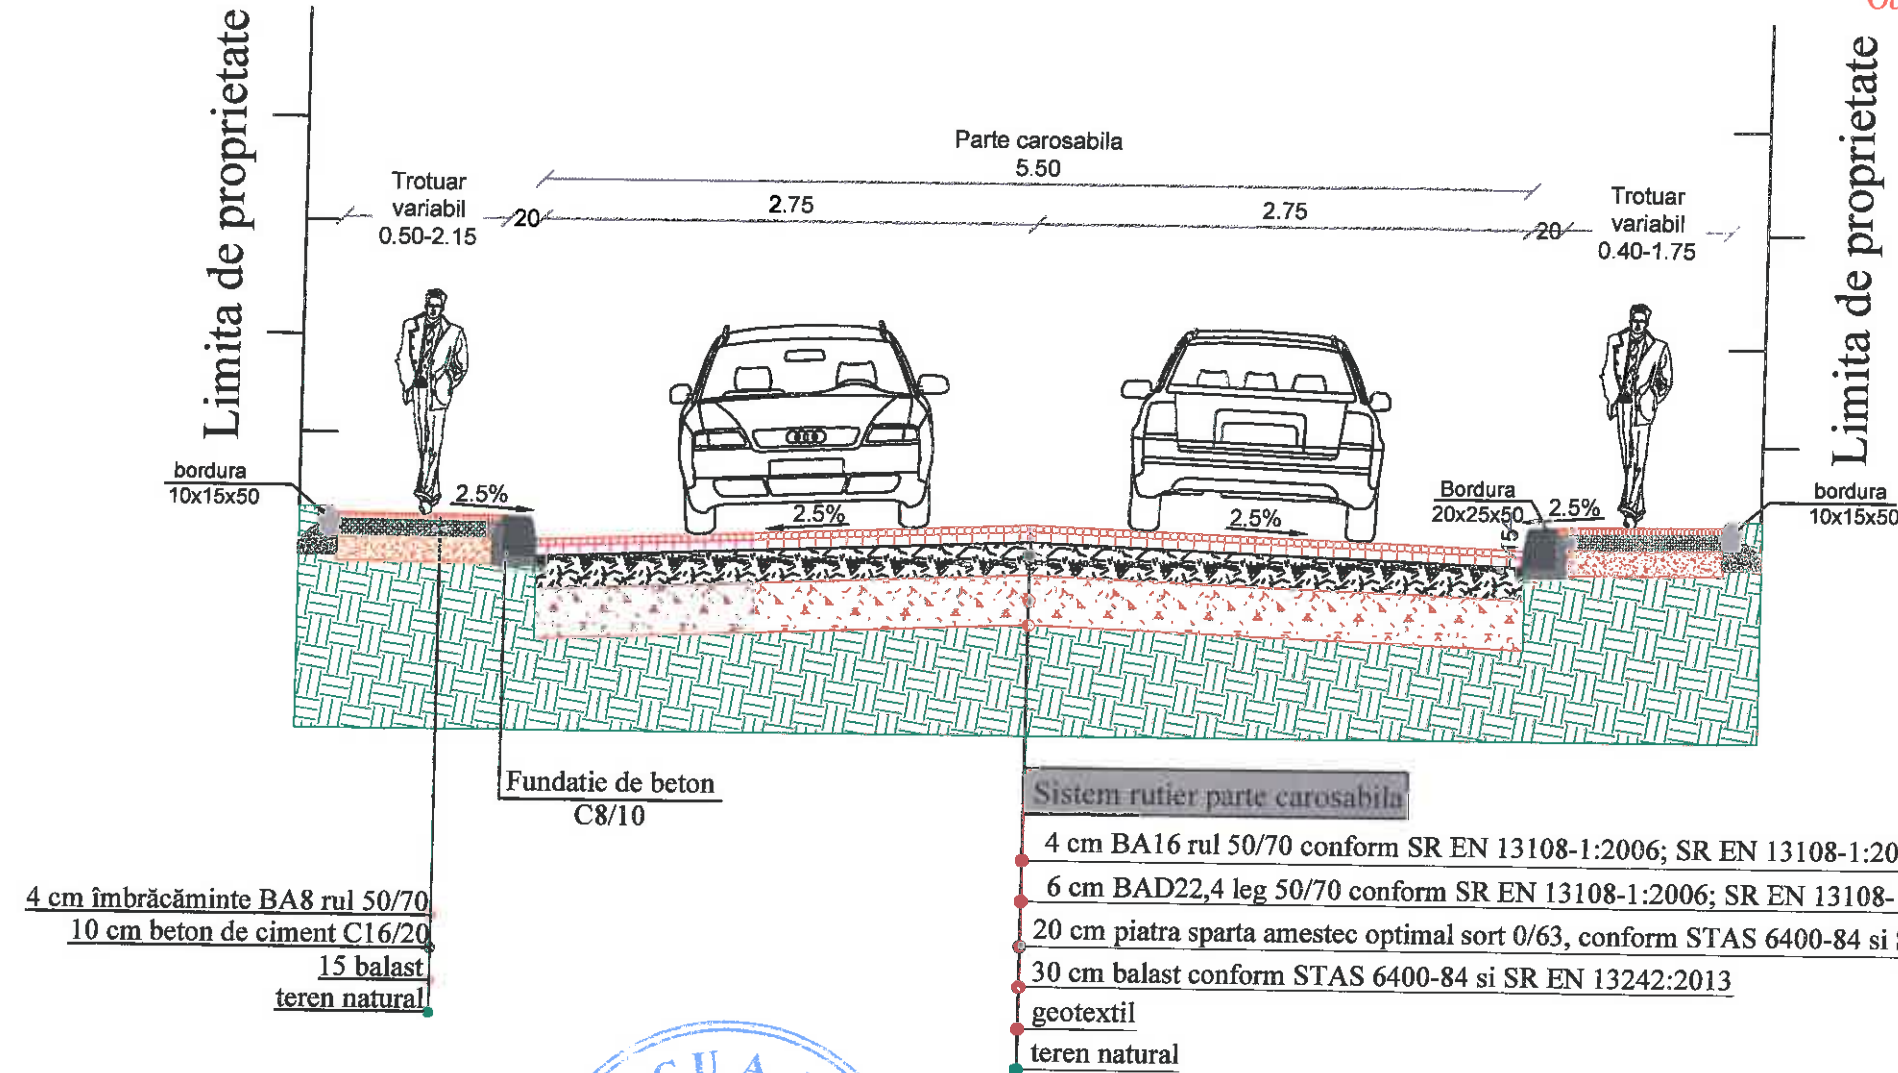 Limita de proprietate
Limita de proprietate
Parte carosabila
5.50
Trotuar
variabil
0.50-2.15
20
2.75
2.75
20
Trotuar
variabil
0.40-1.75
bordura
10x15x50
2.5%
2.5%
2.5%
Bordura
20x25x50
15
2.5%
bordura
10x15x50
Fundatie de beton
C8/10
Sistem rutier parte carosabila
4 cm BA16 rul 50/70 conform SR EN 13108-1:2006; SR EN 13108-1:20
6 cm BAD22,4 leg 50/70 conform SR EN 13108-1:2006; SR EN 13108-
20 cm piatra sparta amestec optimal sort 0/63, conform STAS 6400-84 si
30 cm balast conform STAS 6400-84 si SR EN 13242:2013
geotextil
teren natural
4 cm îmbrăcăminte BA8 rul 50/70
10 cm beton de ciment C16/20
15 balast
teren natural